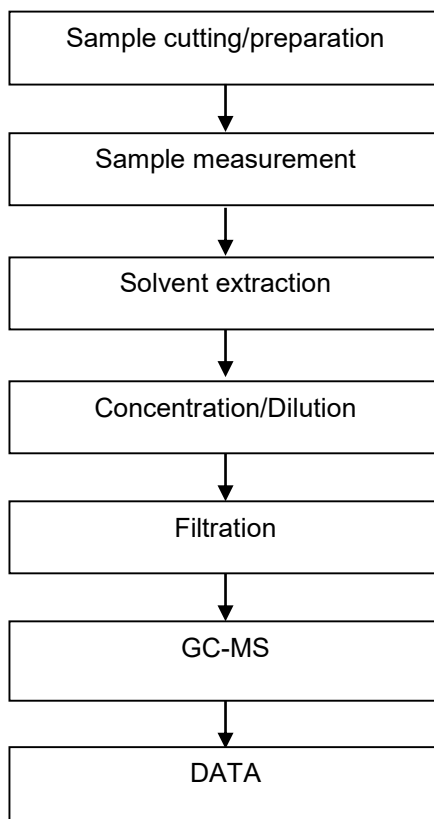 Sample cutting/preparation
Sample measurement
Solvent extraction
Concentration/Dilution
Filtration
GC-MS
DATA